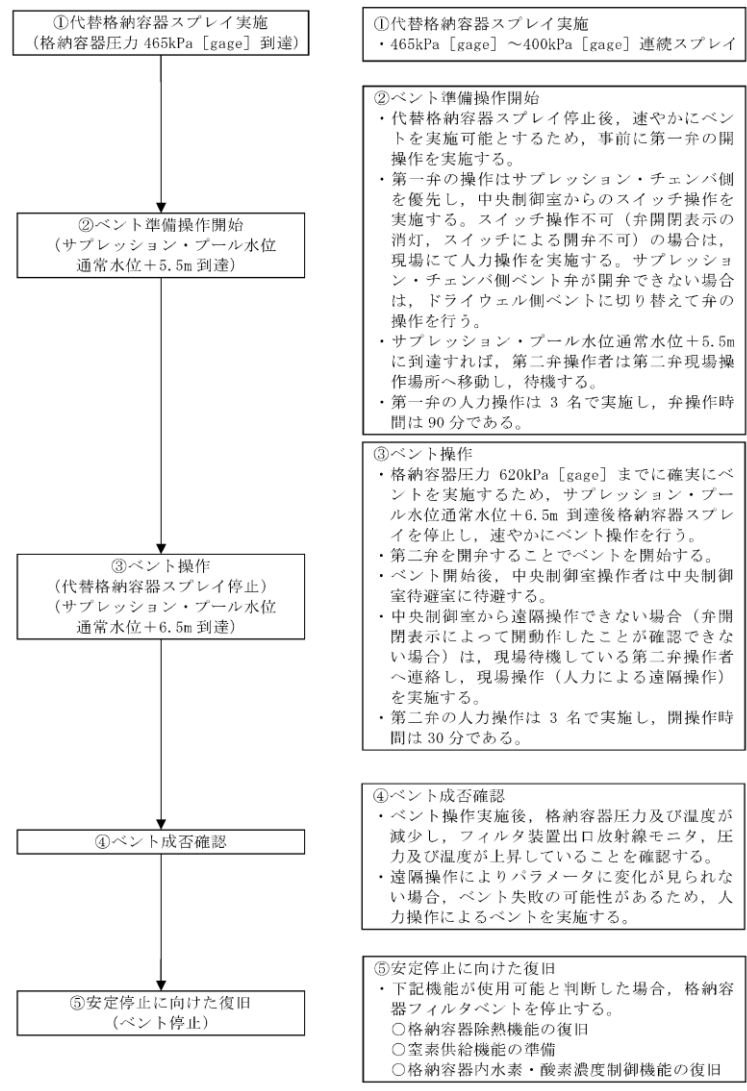 ①代替格納容器スプレイ実施
(格納容器圧力 465kPa [gage] 到達)
①代替格納容器スプレイ実施
・465kPa [gage] ～400kPa [gage] 連続スプレイ
②ベント準備操作開始
(サプレッション・プール水位
通常水位＋5.5m 到達)
②ベント準備操作開始
・代替格納容器スプレイ停止後，速やかにベン
トを実施可能とするため，事前に第一弁の開
操作を実施する。
・第一弁の操作はサプレッション・チェンバ側
を優先し，中央制御室からのスイッチ操作を
実施する。スイッチ操作不可（弁開閉表示の
消灯，スイッチによる開弁不可）の場合は，
現場にて人力操作を実施する。サプレッショ
ン・チェンバ側ベント弁が開弁できない場合
は，ドライウェル側ベントに切り替えて弁の
操作を行う。
・サプレッション・プール水位通常水位＋5.5m
に到達すれば，第二弁操作者は第二弁現場操
作場所へ移動し，待機する。
・第一弁の人力操作は 3 名で実施し，弁操作時
間は 90 分である。
③ベント操作
(代替格納容器スプレイ停止)
(サプレッション・プール水位
通常水位＋6.5m 到達)
③ベント操作
・格納容器圧力 620kPa [gage] までに確実にベ
ントを実施するため，サプレッション・プー
ル水位通常水位＋6.5m 到達後格納容器スプレ
イを停止し，速やかにベント操作を行う。
・第二弁を開弁することでベントを開始する。
・ベント開始後，中央制御室操作者は中央制御
室待避室に待避する。
・中央制御室から遠隔操作できない場合（弁開
閉表示によって開動作したことが確認できな
い場合）は，現場待機している第二弁操作者
へ連絡し，現場操作（人力による遠隔操作）
を実施する。
・第二弁の人力操作は 3 名で実施し，開操作時
間は 30 分である。
④ベント成否確認
④ベント成否確認
・ベント操作実施後，格納容器圧力及び温度が
減少し，フィルタ装置出口放射線モニタ，圧
力及び温度が上昇していることを確認する。
・遠隔操作によりパラメータに変化が見られな
い場合，ベント失敗の可能性があるため，人
力操作によるベントを実施する。
⑤安定停止に向けた復旧
(ベント停止)
⑤安定停止に向けた復旧
・下記機能が使用可能と判断した場合，格納容
器フィルタベントを停止する。
○格納容器除熱機能の復旧
○窒素供給機能の準備
○格納容器内水素・酸素濃度制御機能の復旧